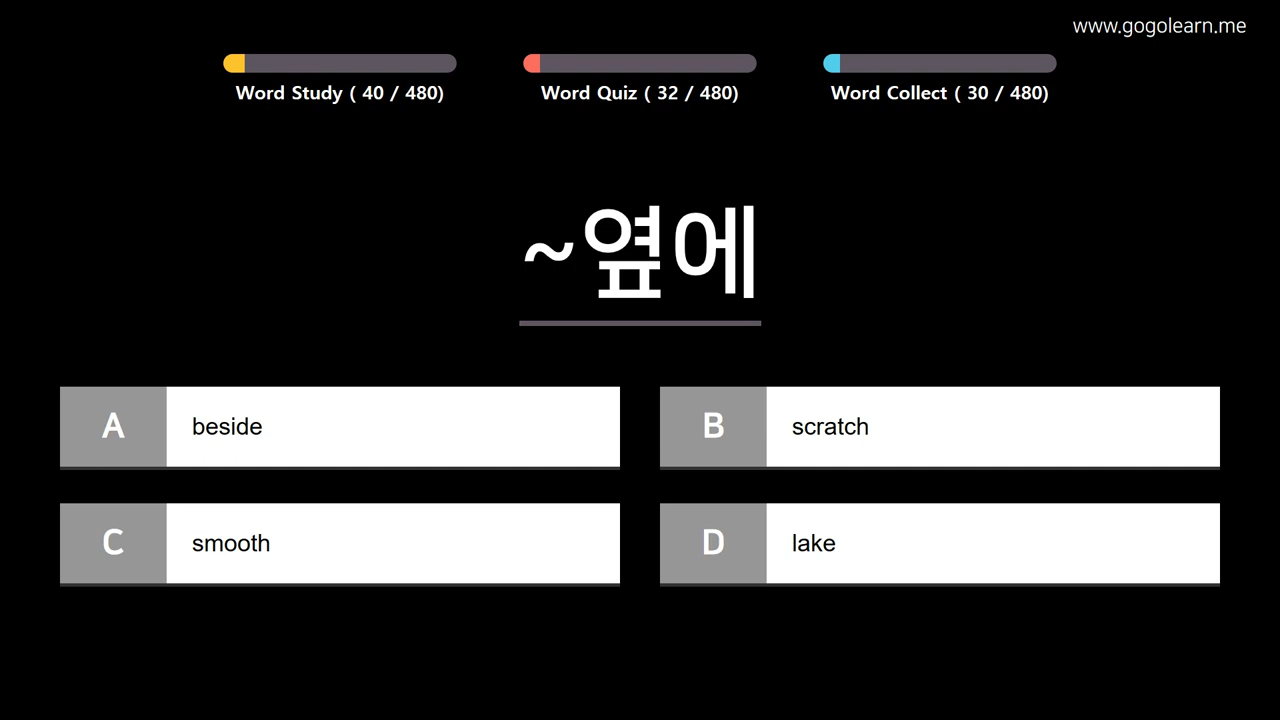 www.gogolearn.me
Word Study ( 40 / 480)
Word Quiz ( 32 / 480)
Word Collect ( 30 / 480)
~옆에
A beside
B scratch
C smooth
D lake